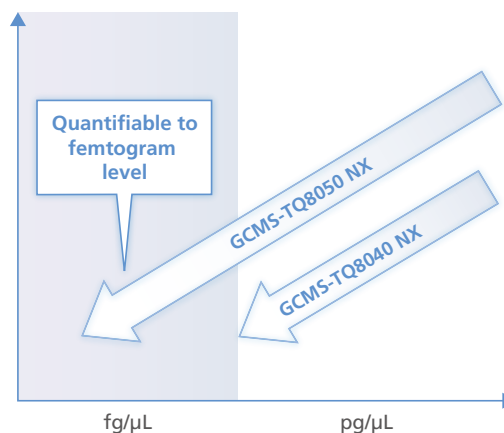 Quantifiable to
femtogram
level
GCMS-TQ8050 NX
GCMS-TQ8040 NX
fg/µL
pg/µL